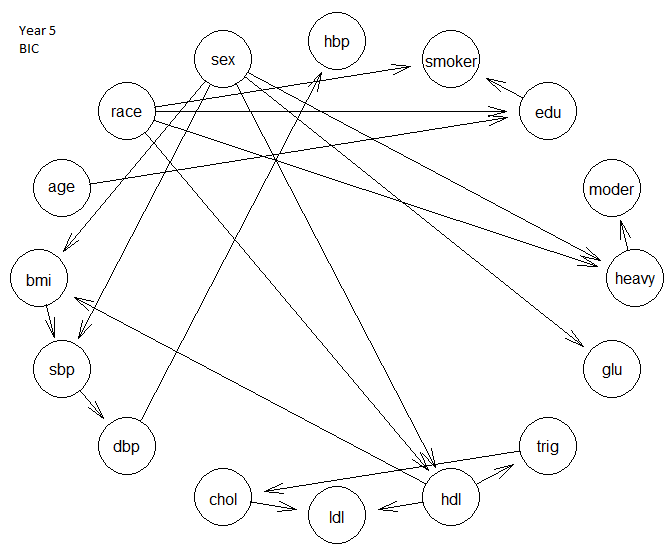 Year 5
BIC
hbp
sex
smoker
race
edu
age
moder
bmi
heavy
sbp
glu
dbp
trig
chol
hdl
ldl